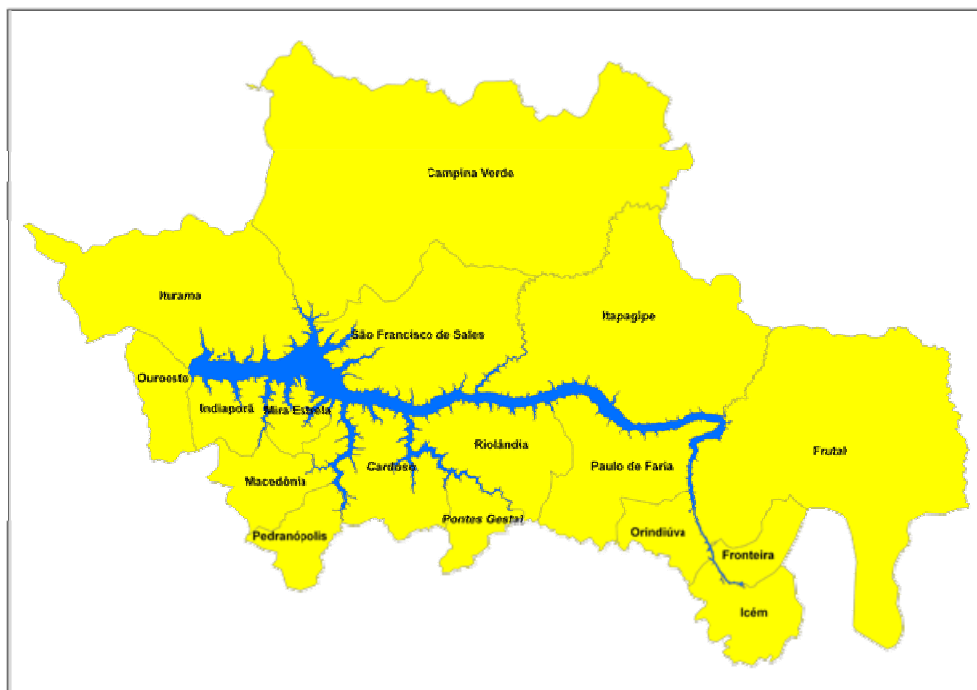 Campina Verde
Iturama
Itapagipe
São Francisco de Sales
Ouroeste
Indiaporã
Mira Estrela
Riolândia
Frutal
Cardoso
Paulo de Faria
Macedônia
Pontes Gestal
Pedranópolis
Orindiúva
Fronteira
Icém